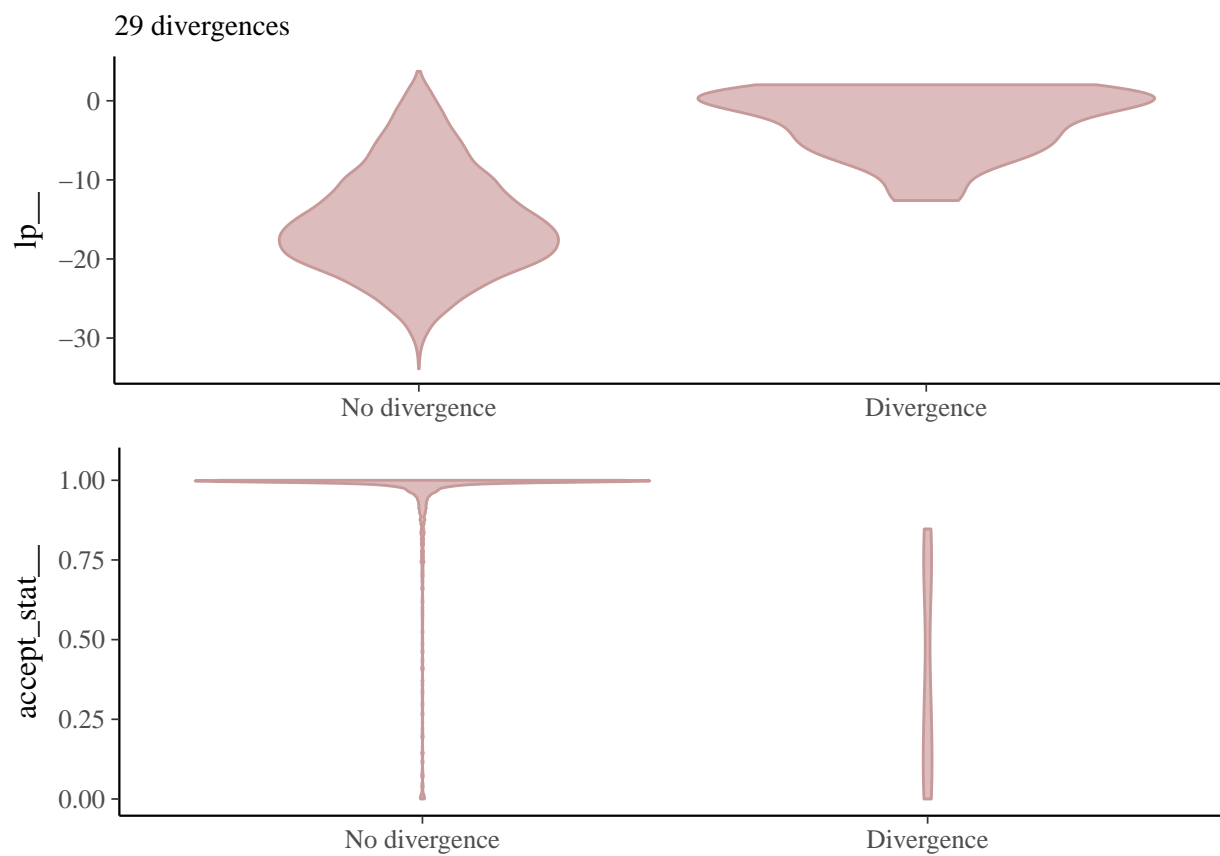 29 divergences
lp__
0
−10
−20
−30
No divergence
Divergence
accept_stat__
1.00
0.75
0.50
0.25
0.00
No divergence
Divergence